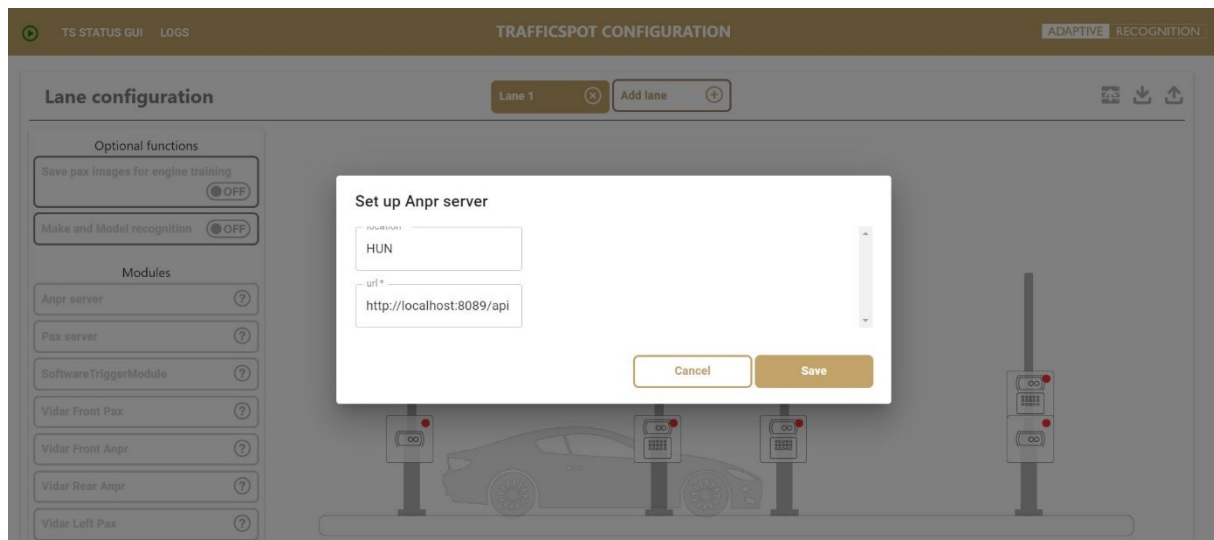 TS STATUS GUI LOGS TRAFFICSPOT CONFIGURATION ADAPTIVE RECOGNITION
Lane configuration Lane 1 Add lane
Optional functions
Save pax images for engine training
OFF
Make and Model recognition OFF
Modules
Anpr server ?
Pax server ?
SoftwareTriggerModule ?
Vidar Front Pax ?
Vidar Front Anpr ?
Vidar Rear Anpr ?
Vidar Left Pax ?
Set up Anpr server
location
HUN
url *
http://localhost:8089/api
Cancel Save